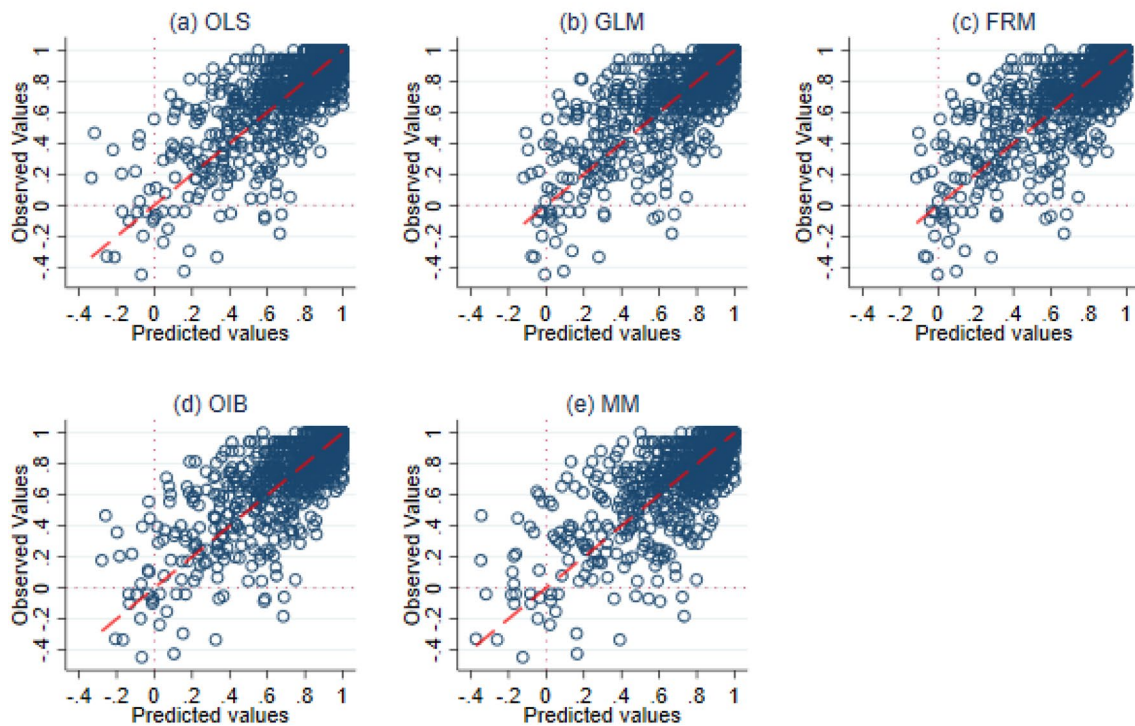 (a) OLS
(b) GLM
(c) FRM
Observed Values
-.4 -.2 0 .2 .4 .6 .8 1
-.4 -.2 0 .2 .4 .6 .8 1
Predicted values
Observed Values
-.4 -.2 0 .2 .4 .6 .8 1
-.4 -.2 0 .2 .4 .6 .8 1
Predicted values
Observed Values
-.4 -.2 0 .2 .4 .6 .8 1
-.4 -.2 0 .2 .4 .6 .8 1
Predicted values
(d) OIB
(e) MM
Observed Values
-.4 -.2 0 .2 .4 .6 .8 1
-.4 -.2 0 .2 .4 .6 .8 1
Predicted values
Observed Values
-.4 -.2 0 .2 .4 .6 .8 1
-.4 -.2 0 .2 .4 .6 .8 1
Predicted values